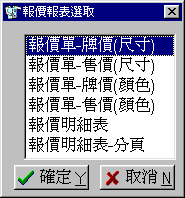 報價報表選取
報價單-牌價(尺寸)
報價單-售價(尺寸)
報價單-牌價(顏色)
報價單-售價(顏色)
報價明細表
報價明細表-分頁
確定 Y 取消 N